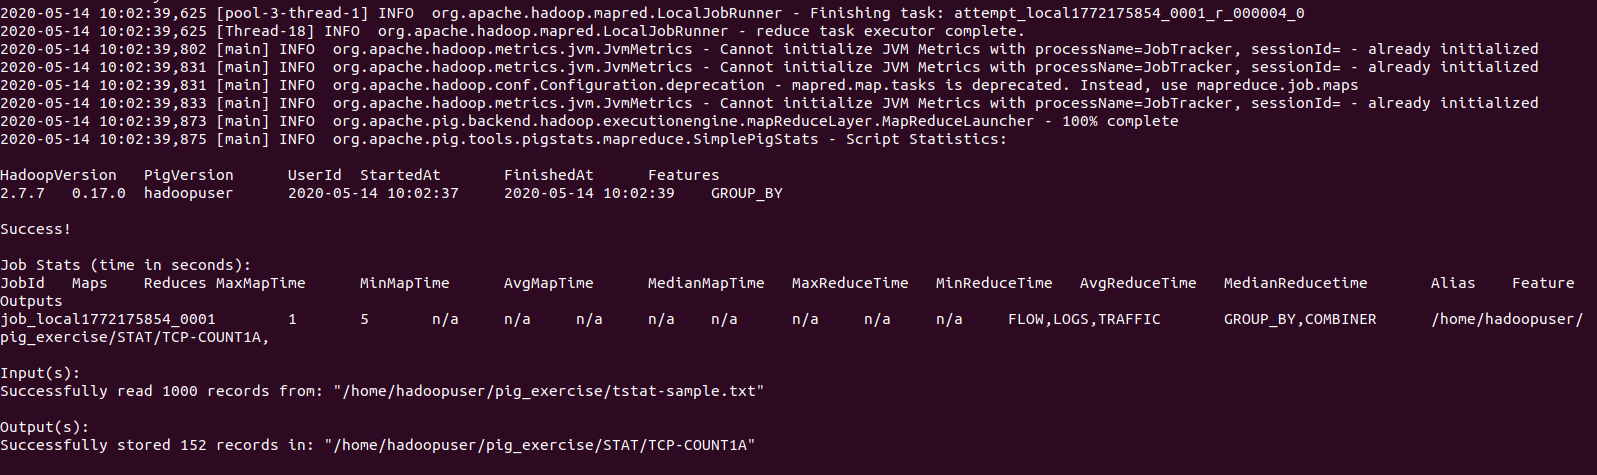 2020-05-14 10:02:39,625 [pool-3-thread-1] INFO  org.apache.hadoop.mapred.LocalJobRunner - Finishing task: attempt_local1772175854_0001_r_000004_0
2020-05-14 10:02:39,625 [Thread-18] INFO  org.apache.hadoop.mapred.LocalJobRunner - reduce task executor complete.
2020-05-14 10:02:39,802 [main] INFO  org.apache.hadoop.metrics.jvm.JvmMetrics - Cannot initialize JVM Metrics with processName=JobTracker, sessionId= - already initialized
2020-05-14 10:02:39,831 [main] INFO  org.apache.hadoop.metrics.jvm.JvmMetrics - Cannot initialize JVM Metrics with processName=JobTracker, sessionId= - already initialized
2020-05-14 10:02:39,831 [main] INFO  org.apache.hadoop.conf.Configuration.deprecation - mapred.map.tasks is deprecated. Instead, use mapreduce.job.maps
2020-05-14 10:02:39,833 [main] INFO  org.apache.hadoop.metrics.jvm.JvmMetrics - Cannot initialize JVM Metrics with processName=JobTracker, sessionId= - already initialized
2020-05-14 10:02:39,873 [main] INFO  org.apache.pig.backend.hadoop.executionengine.mapReduceLayer.MapReduceLauncher - 100% complete
2020-05-14 10:02:39,875 [main] INFO  org.apache.pig.tools.pigstats.mapreduce.SimplePigStats - Script Statistics:
HadoopVersion   PigVersion      UserId  StartedAt       FinishedAt      Features
2.7.7   0.17.0  hadoopuser      2020-05-14 10:02:37     2020-05-14 10:02:39    GROUP_BY
Success!
Job Stats (time in seconds):
JobId   Maps    Reduces MaxMapTime      MinMapTime      AvgMapTime      MedianMapTime   MaxReduceTime   MinReduceTime   AvgReduceTime   MedianReducetime       Alias    Feature
Outputs
job_local1772175854_0001        1       5       n/a     n/a     n/a     n/a    n/a      n/a     n/a     n/a     FLOW,LOGS,TRAFFIC       GROUP_BY,COMBINER      /home/hadoopuser/
pig_exercise/STAT/TCP-COUNT1A,
Input(s):
Successfully read 1000 records from: "/home/hadoopuser/pig_exercise/tstat-sample.txt"
Output(s):
Successfully stored 152 records in: "/home/hadoopuser/pig_exercise/STAT/TCP-COUNT1A"